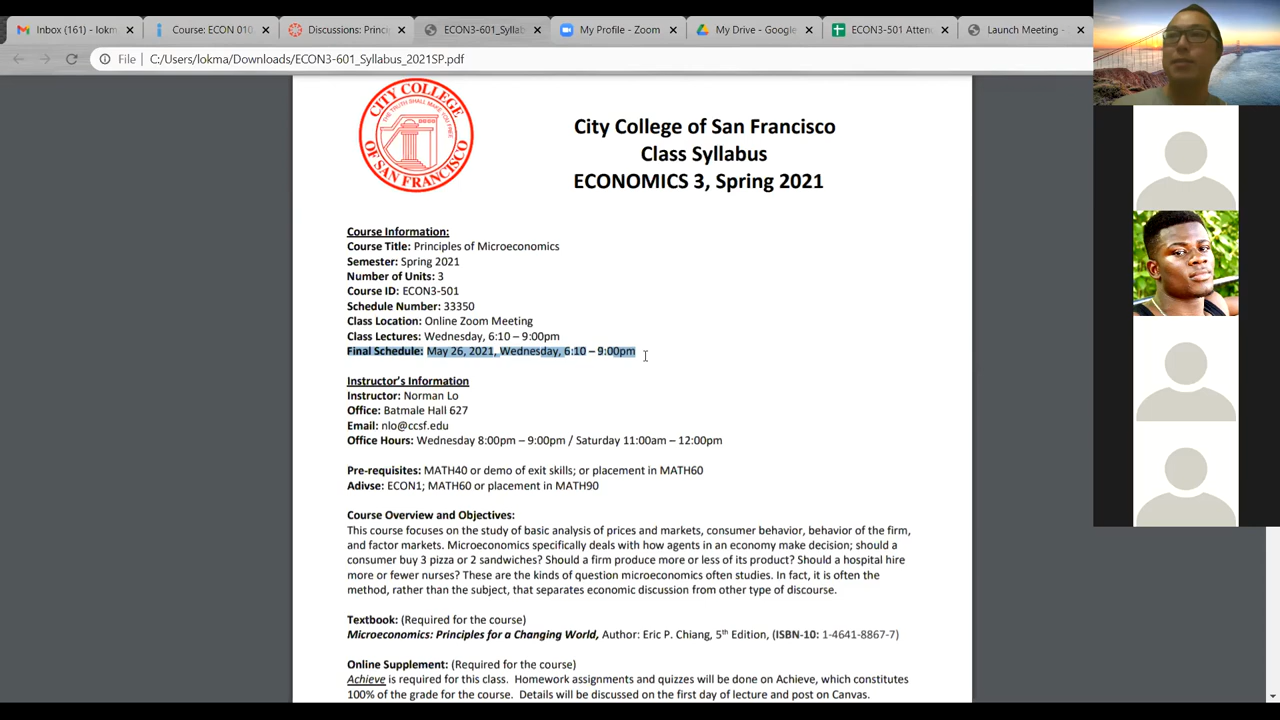 Inbox (161) - lokm
Course: ECON 010
Discussions: Princ
ECON3-601_Syllab
My Profile - Zoom
My Drive - Google
ECON3-501 Atten
Launch Meeting -
File C:/Users/lokma/Downloads/ECON3-601_Syllabus_2021SP.pdf
CITY COLLEGE
THE TRUTH SHALL MAKE YOU FREE
OF SAN FRANCISCO
City College of San Francisco
Class Syllabus
ECONOMICS 3, Spring 2021
Course Information:
Course Title: Principles of Microeconomics
Semester: Spring 2021
Number of Units: 3
Course ID: ECON3-501
Schedule Number: 33350
Class Location: Online Zoom Meeting
Class Lectures: Wednesday, 6:10 – 9:00pm
Final Schedule: May 26, 2021, Wednesday, 6:10 – 9:00pm
Instructor's Information
Instructor: Norman Lo
Office: Batmale Hall 627
Email: nlo@ccsf.edu
Office Hours: Wednesday 8:00pm – 9:00pm / Saturday 11:00am – 12:00pm
Pre-requisites: MATH40 or demo of exit skills; or placement in MATH60
Adivse: ECON1; MATH60 or placement in MATH90
Course Overview and Objectives:
This course focuses on the study of basic analysis of prices and markets, consumer behavior, behavior of the firm,
and factor markets. Microeconomics specifically deals with how agents in an economy make decision; should a
consumer buy 3 pizza or 2 sandwiches? Should a firm produce more or less of its product? Should a hospital hire
more or fewer nurses? These are the kinds of question microeconomics often studies. In fact, it is often the
method, rather than the subject, that separates economic discussion from other type of discourse.
Textbook: (Required for the course)
Microeconomics: Principles for a Changing World, Author: Eric P. Chiang, 5th Edition, (ISBN-10: 1-4641-8867-7)
Online Supplement: (Required for the course)
Achieve is required for this class. Homework assignments and quizzes will be done on Achieve, which constitutes
100% of the grade for the course. Details will be discussed on the first day of lecture and post on Canvas.